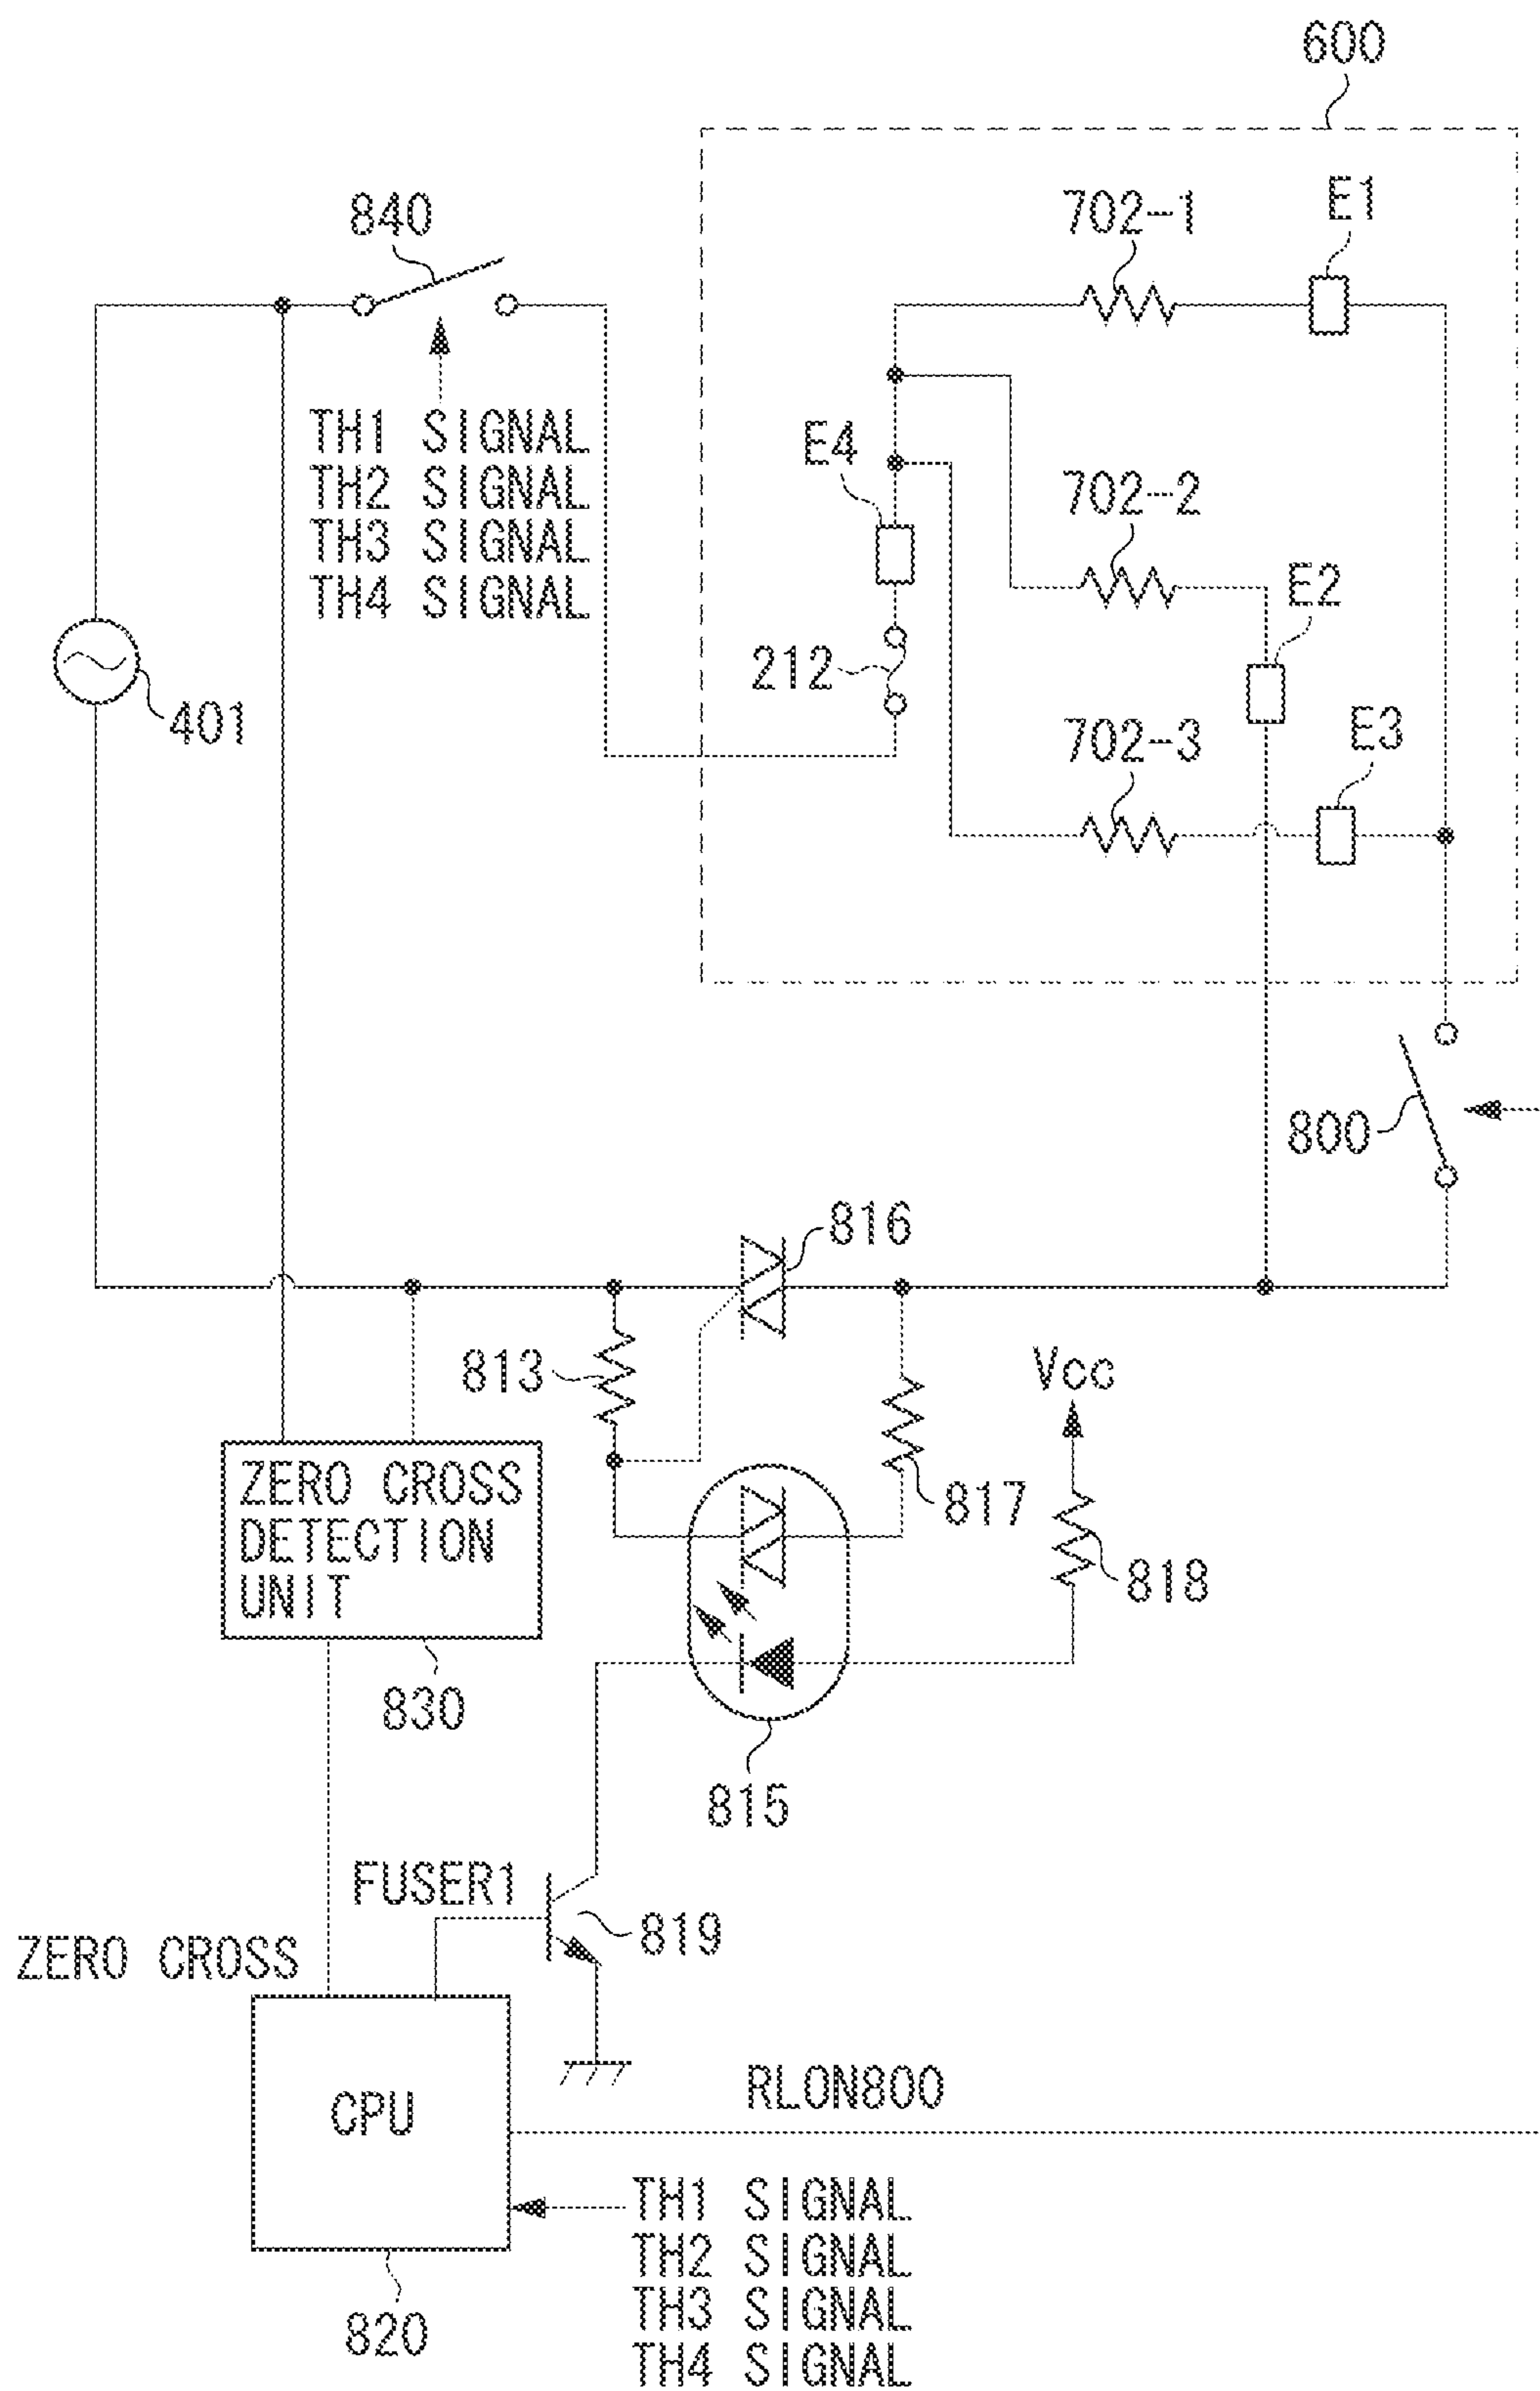 600
840
702-1
E1
TH1 SIGNAL
TH2 SIGNAL
TH3 SIGNAL
TH4 SIGNAL
E4
702-2
E2
212
401
702-3
E3
800
816
813
Vcc
ZERO CROSS
DETECTION
UNIT
817
818
830
815
FUSER1
819
ZERO CROSS
CPU
RLON800
TH1 SIGNAL
TH2 SIGNAL
TH3 SIGNAL
TH4 SIGNAL
820